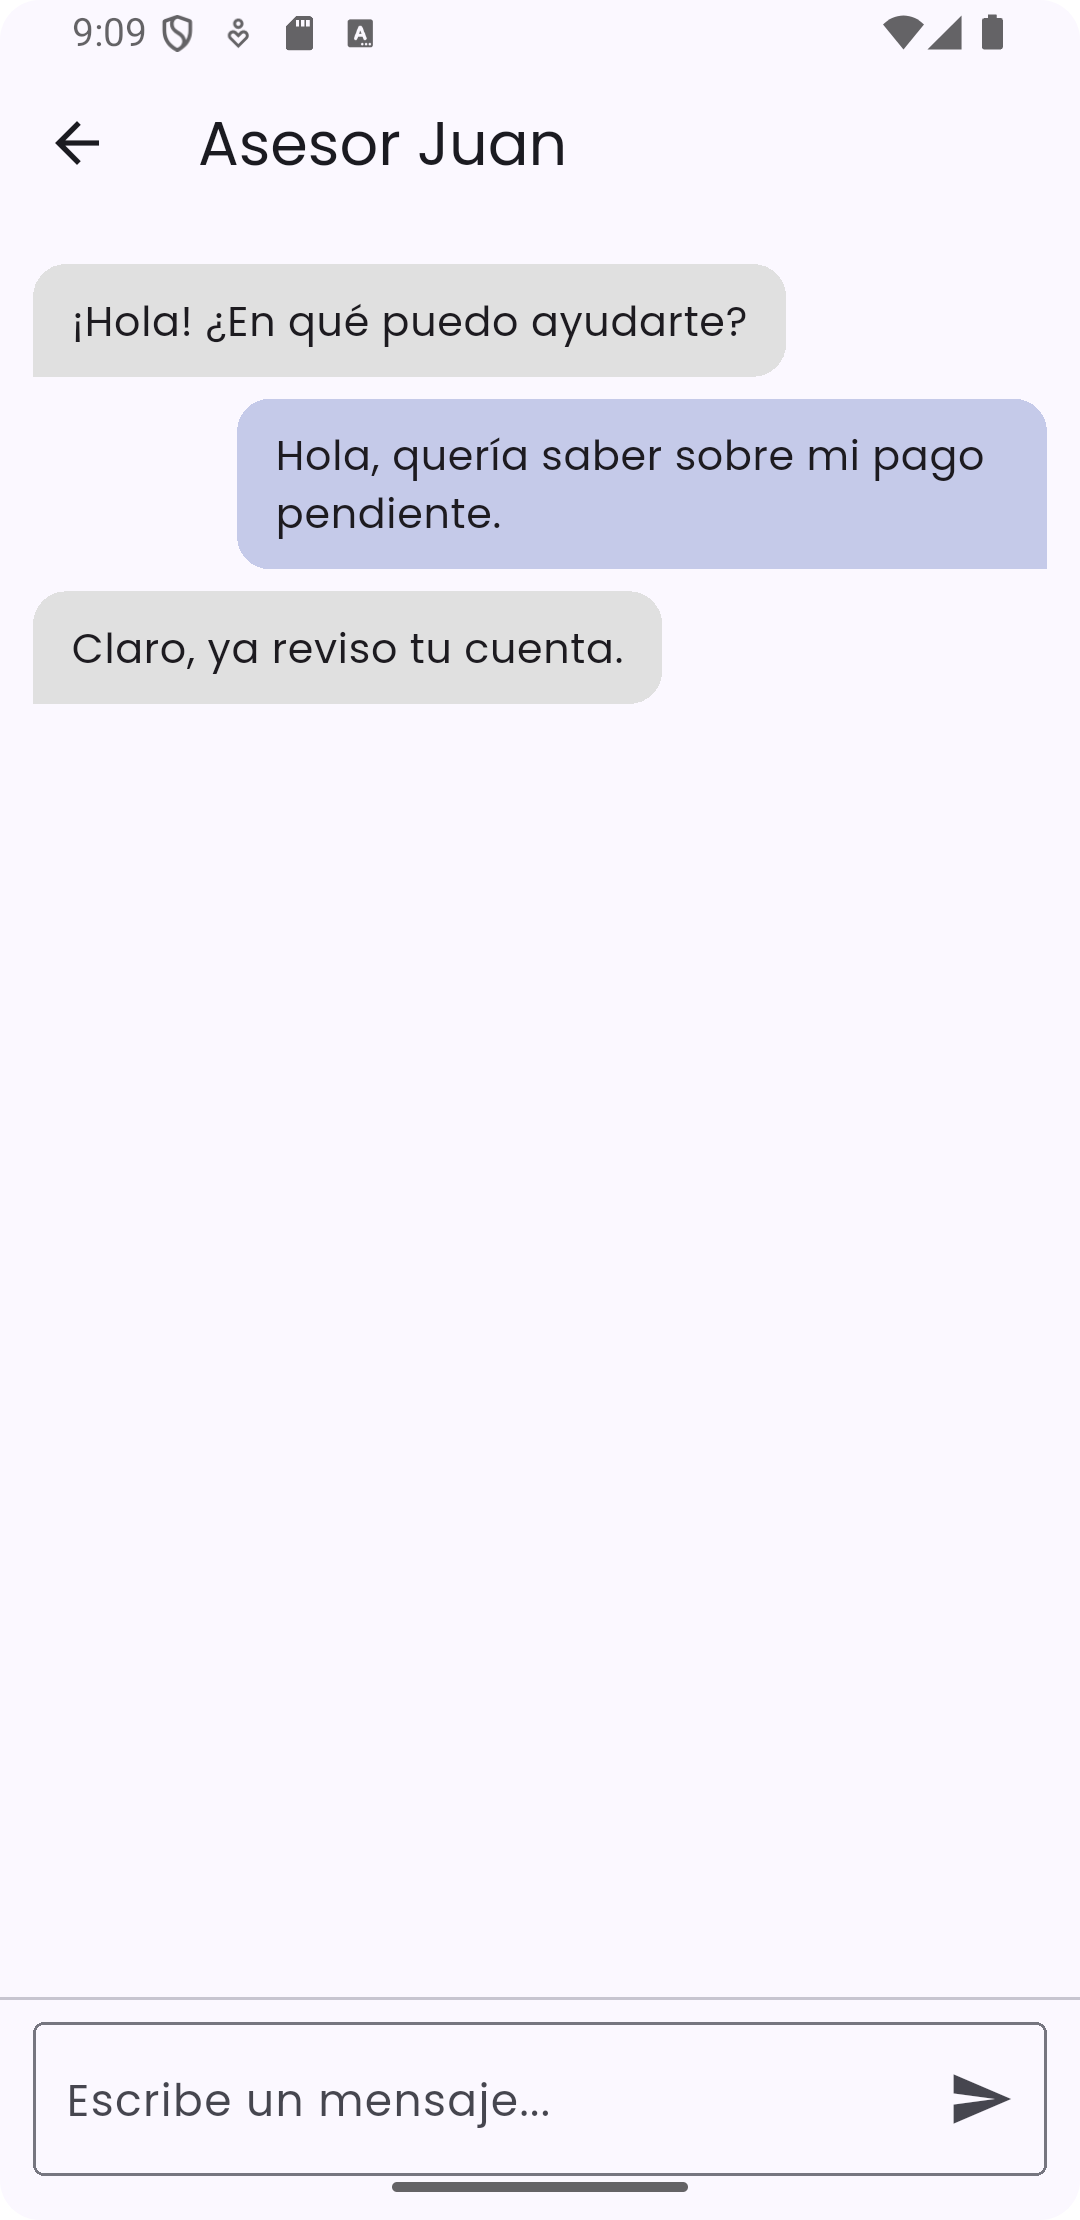 9:09
Asesor Juan
¡Hola! ¿En qué puedo ayudarte?
Hola, quería saber sobre mi pago
pendiente.
Claro, ya reviso tu cuenta.
Escribe un mensaje...